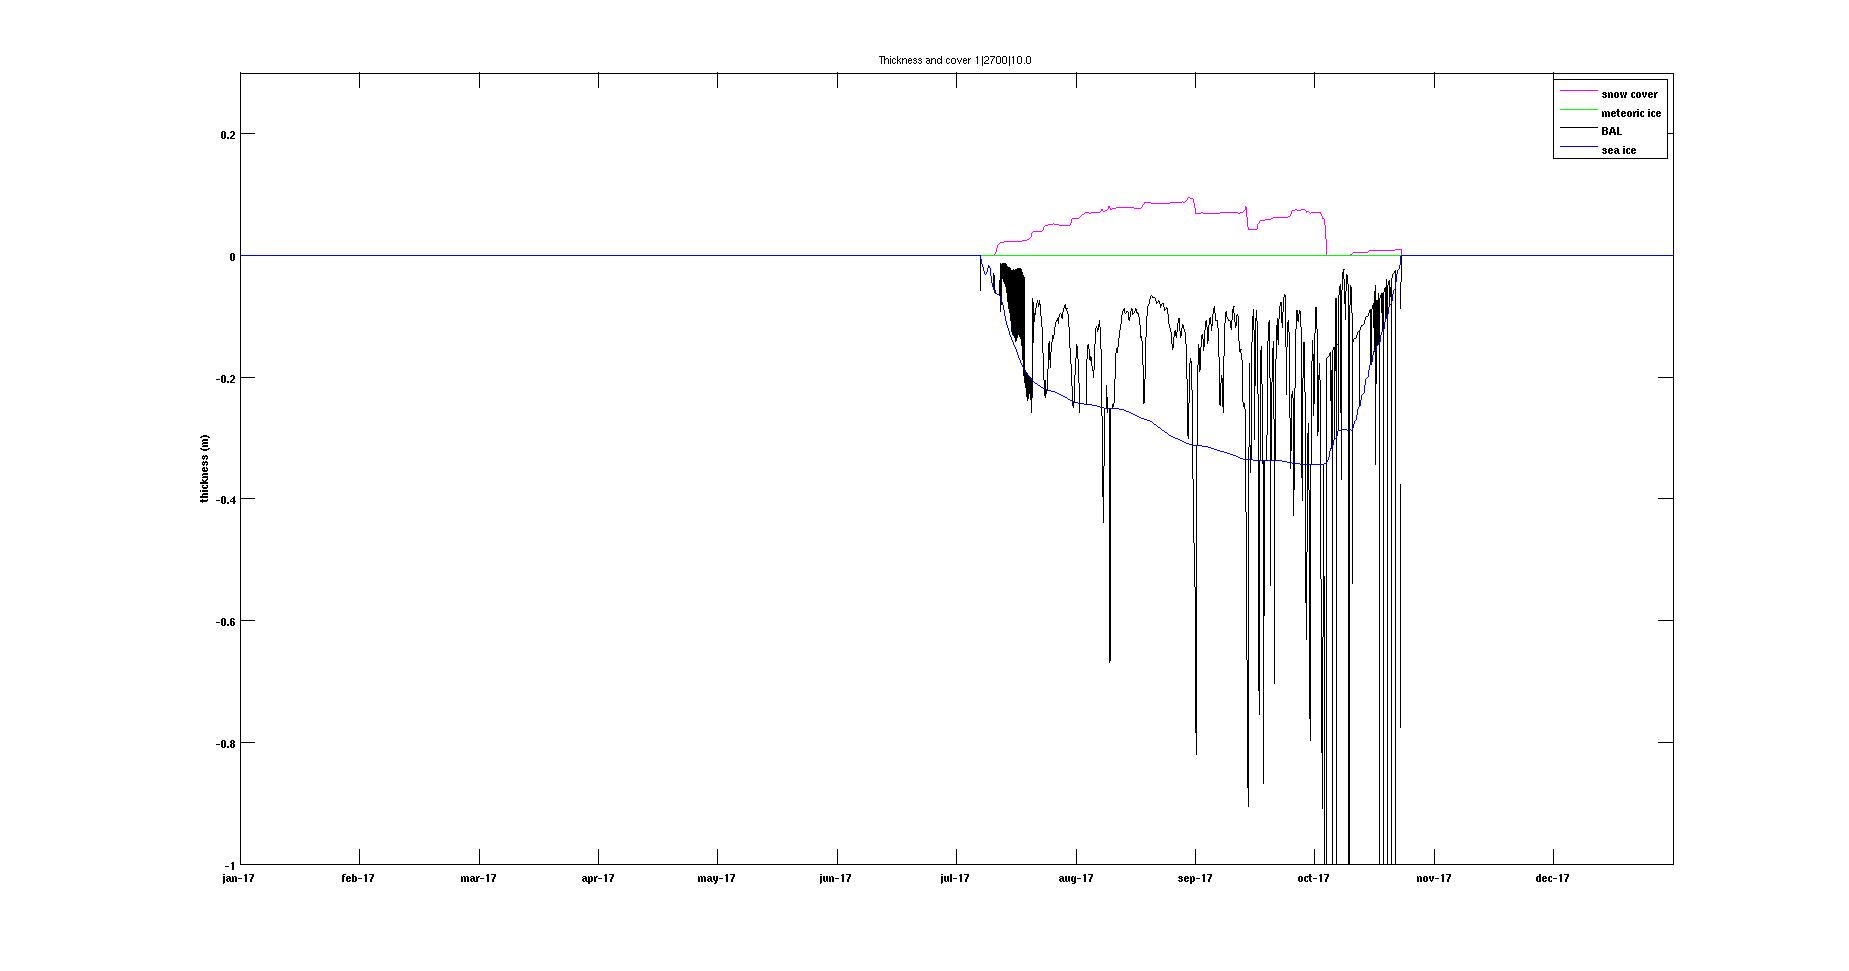 Thickness and cover 1|2700|10.0
snow cover
meteoric ice
BAL
sea ice
thickness (m)
0.2
0
-0.2
-0.4
-0.6
-0.8
-1
jan-17 feb-17 mar-17 apr-17 may-17 jun-17 jul-17 aug-17 sep-17 oct-17 nov-17 dec-17